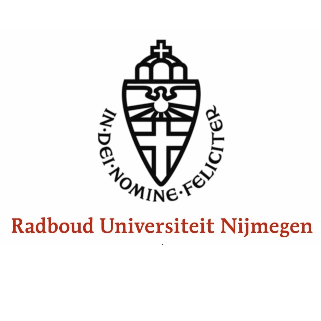 IN·DEI·NOMINE·FELICITER
Radboud Universiteit Nijmegen